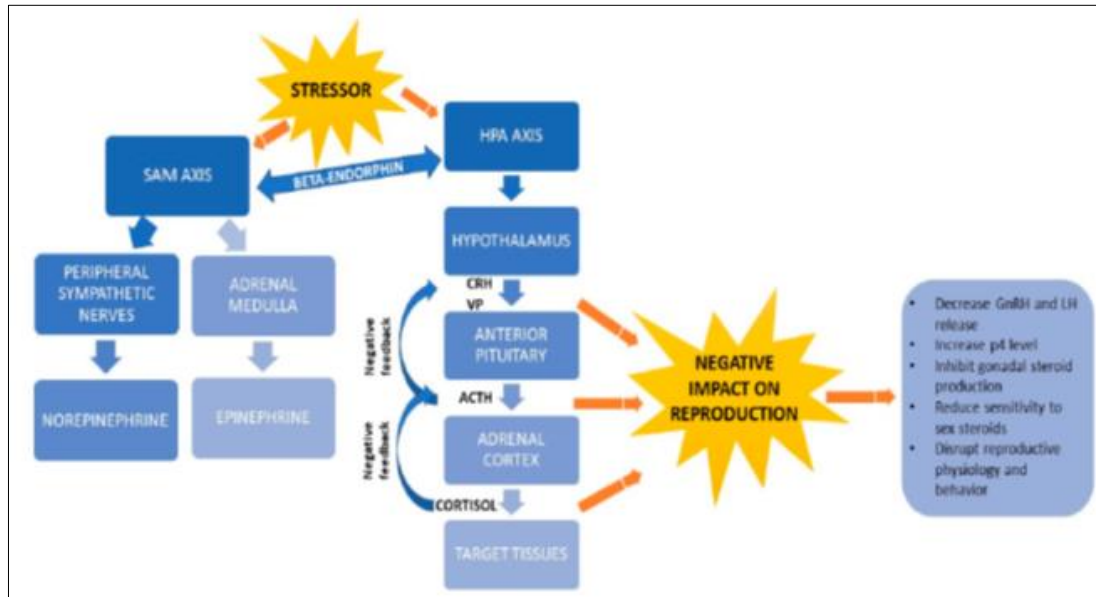 STRESSOR
HPA AXIS
SAM AXIS
BETA-ENDORPHIN
HYPOTHALAMUS
PERIPHERAL
SYMPATHETIC
NERVES
ADRENAL
MEDULLA
CRH
VP
Negative
feedback
ANTERIOR
PITUITARY
NEGATIVE
IMPACT ON
REPRODUCTION
NOREPINEPHRINE
EPINEPHRINE
ACTH
Negative
feedback
ADRENAL
CORTEX
CORTISOL
TARGET TISSUES
• Decrease GnRH and LH
release
• Increase p4 level
• Inhibit gonadal steroid
production
• Reduce sensitivity to
sex steroids
• Disrupt reproductive
physiology and
behavior